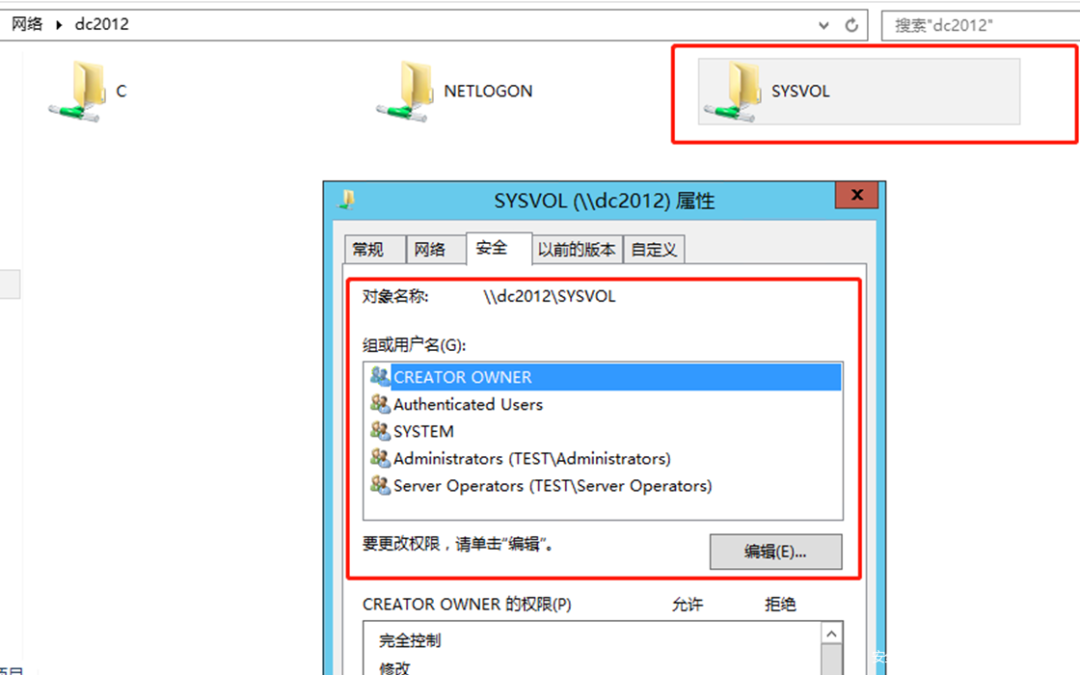 网络 ▸ dc2012
搜索"dc2012"
C
NETLOGON
SYSVOL
SYSVOL (\\dc2012) 属性
常规 网络 安全 以前的版本 自定义
对象名称: \\dc2012\SYSVOL
组或用户名(G):
CREATOR OWNER
Authenticated Users
SYSTEM
Administrators (TEST\Administrators)
Server Operators (TEST\Server Operators)
要更改权限，请单击“编辑”。
编辑(E)...
CREATOR OWNER 的权限(P) 允许 拒绝
完全控制
修改